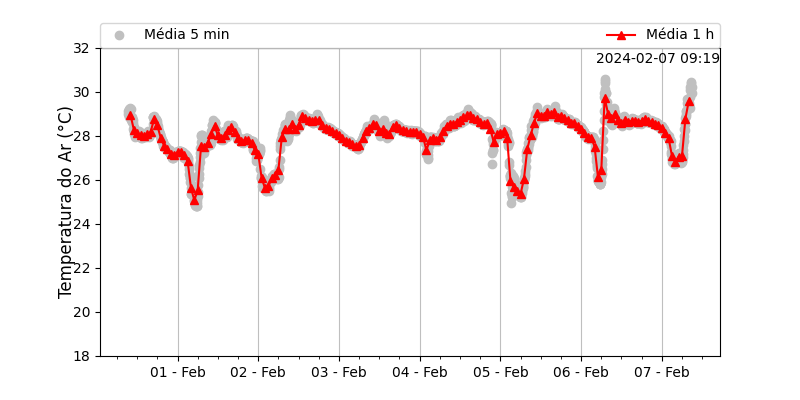 Média 5 min
Média 1 h
2024-02-07 09:19
Temperatura do Ar (°C)
32
30
28
26
24
22
20
18
01 - Feb
02 - Feb
03 - Feb
04 - Feb
05 - Feb
06 - Feb
07 - Feb